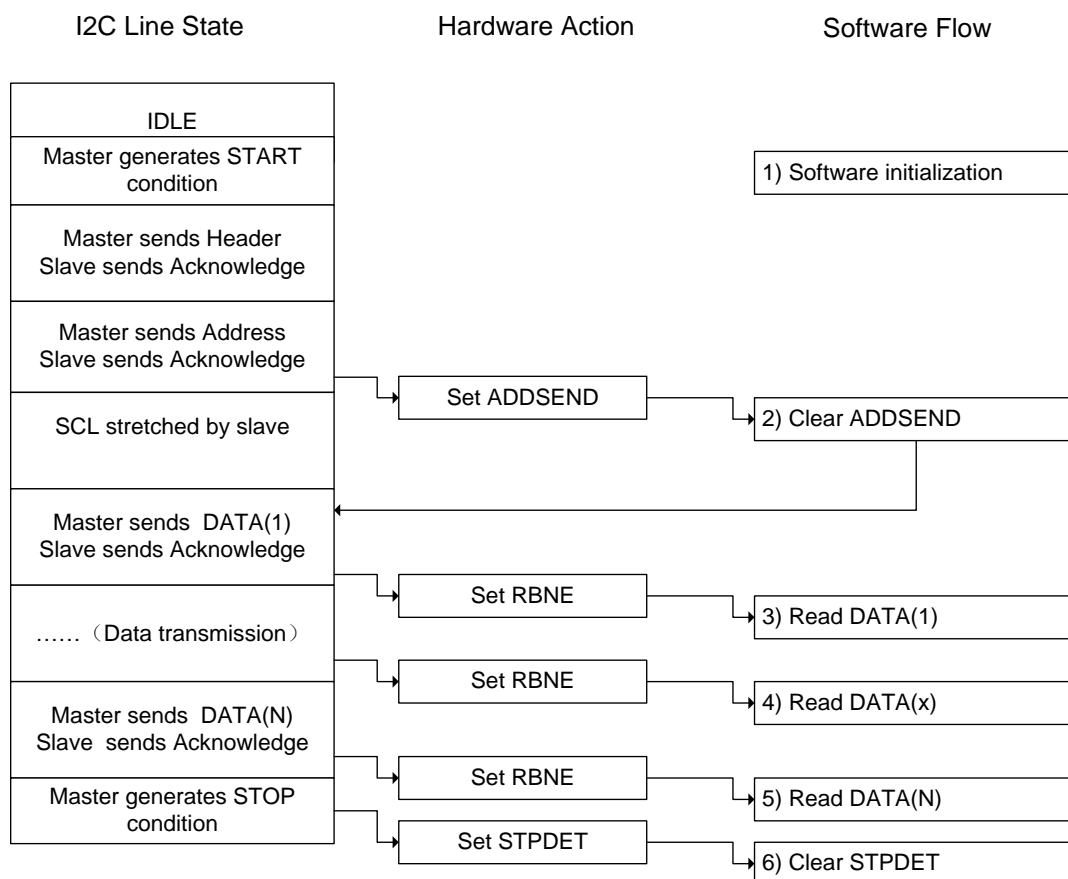 I2C Line State
Hardware Action
Software Flow
IDLE
Master generates START
condition
1) Software initialization
Master sends Header
Slave sends Acknowledge
Master sends Address
Slave sends Acknowledge
Set ADDSEND
2) Clear ADDSEND
SCL stretched by slave
Master sends DATA(1)
Slave sends Acknowledge
Set RBNE
3) Read DATA(1)
……（Data transmission）
Set RBNE
4) Read DATA(x)
Master sends DATA(N)
Slave sends Acknowledge
Set RBNE
5) Read DATA(N)
Master generates STOP
condition
Set STPDET
6) Clear STPDET